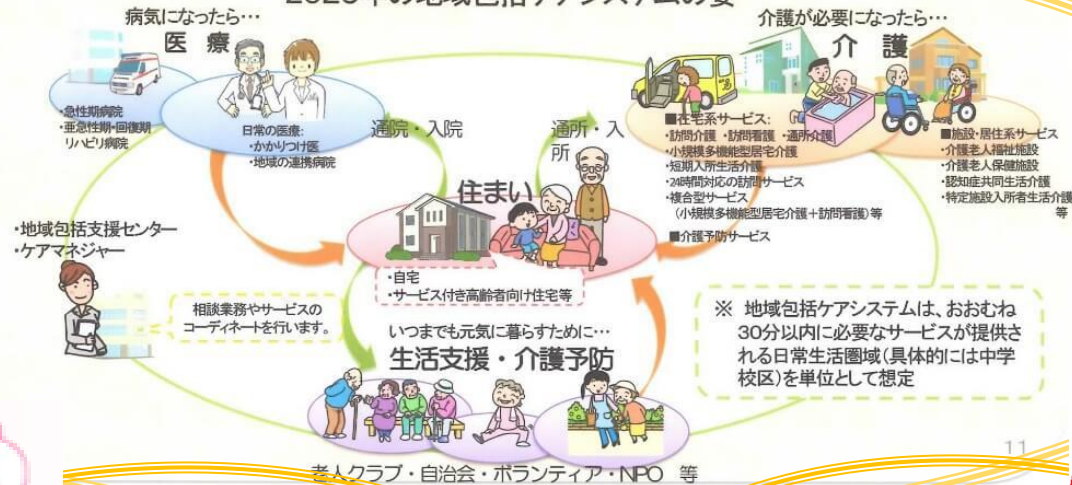 病気になったら…
医 療
・急性期病院
・亜急性期・回復期
リハビリ病院
日常の医療:
・かかりつけ医
・地域の連携病院
通院・入院
通所・入
所
介護が必要になったら…
介 護
■在宅系サービス:
・訪問介護 ・訪問看護 ・通所介護
・小規模多機能型居宅介護
・短期入所生活介護
・24時間対応の訪問サービス
・複合型サービス
(小規模多機能型居宅介護+訪問看護)等
■介護予防サービス
■施設・居住系サービス
・介護老人福祉施設
・介護老人保健施設
・認知症共同生活介護
・特定施設入所者生活介護
等
住まい
・自宅
・サービス付き高齢者向け住宅等
・地域包括支援センター
・ケアマネジャー
相談業務やサービスの
コーディネートを行います。
いつまでも元気に暮らすために…
生活支援・介護予防
老人クラブ・自治会・ボランティア・NPO 等
※ 地域包括ケアシステムは、おおむね
30分以内に必要なサービスが提供さ
れる日常生活圏域(具体的には中学
校区)を単位として想定
11